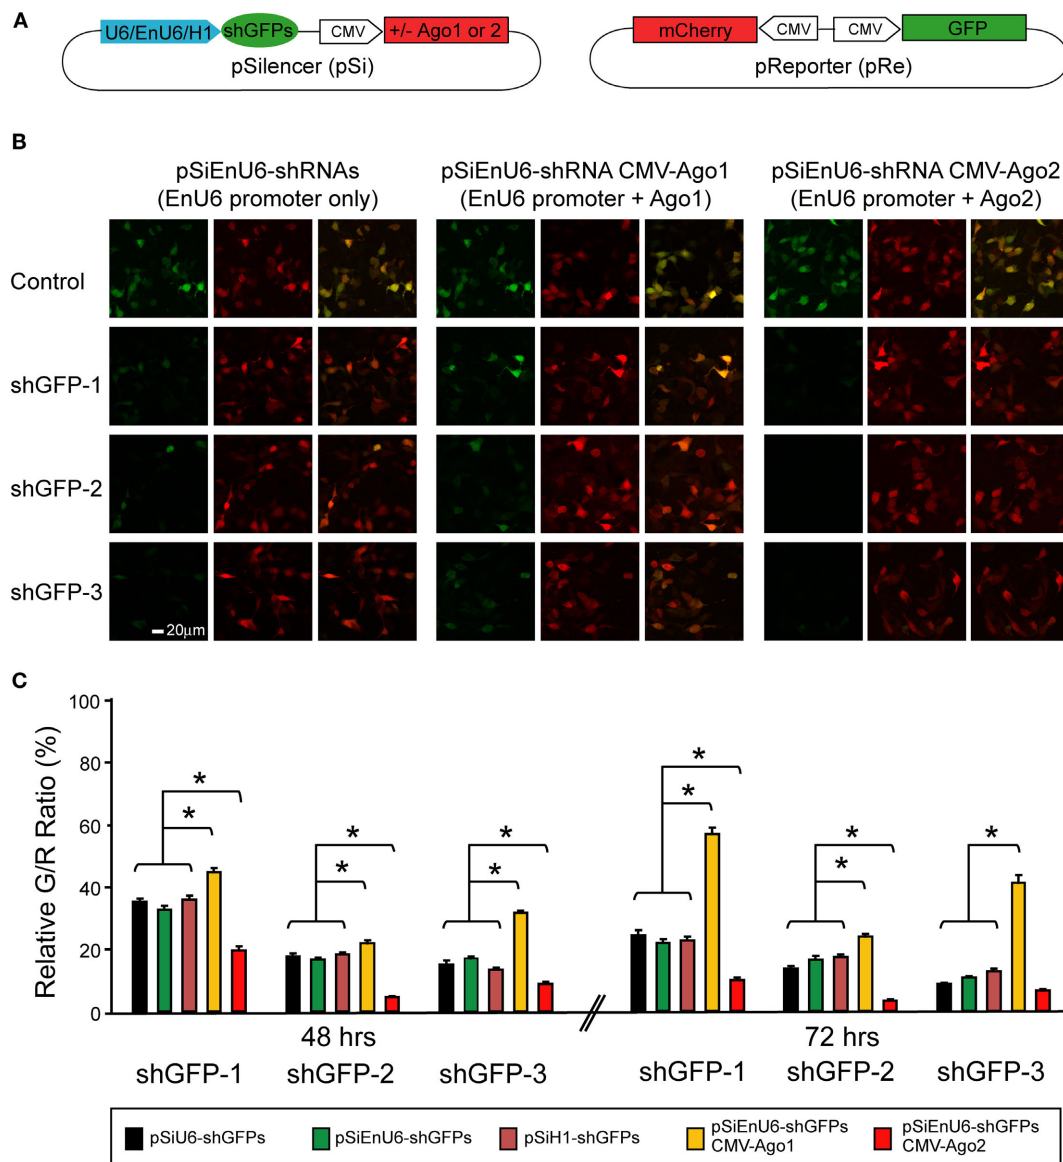 A
U6/EnU6/H1 shGFPs CMV +/- Ago1 or 2
pSilencer (pSi)
mCherry CMV CMV GFP
pReporter (pRe)
B
pSiEnU6-shRNAs
(EnU6 promoter only)
pSiEnU6-shRNA CMV-Ago1
(EnU6 promoter + Ago1)
pSiEnU6-shRNA CMV-Ago2
(EnU6 promoter + Ago2)
Control
shGFP-1
shGFP-2
shGFP-3
20μm
C
Relative G/R Ratio (%)
100
80
60
40
20
0
* * * * * * * * * * *
48 hrs
72 hrs
shGFP-1 shGFP-2 shGFP-3 shGFP-1 shGFP-2 shGFP-3
pSiU6-shGFPs
pSiEnU6-shGFPs
pSiH1-shGFPs
pSiEnU6-shGFPs
CMV-Ago1
pSiEnU6-shGFPs
CMV-Ago2